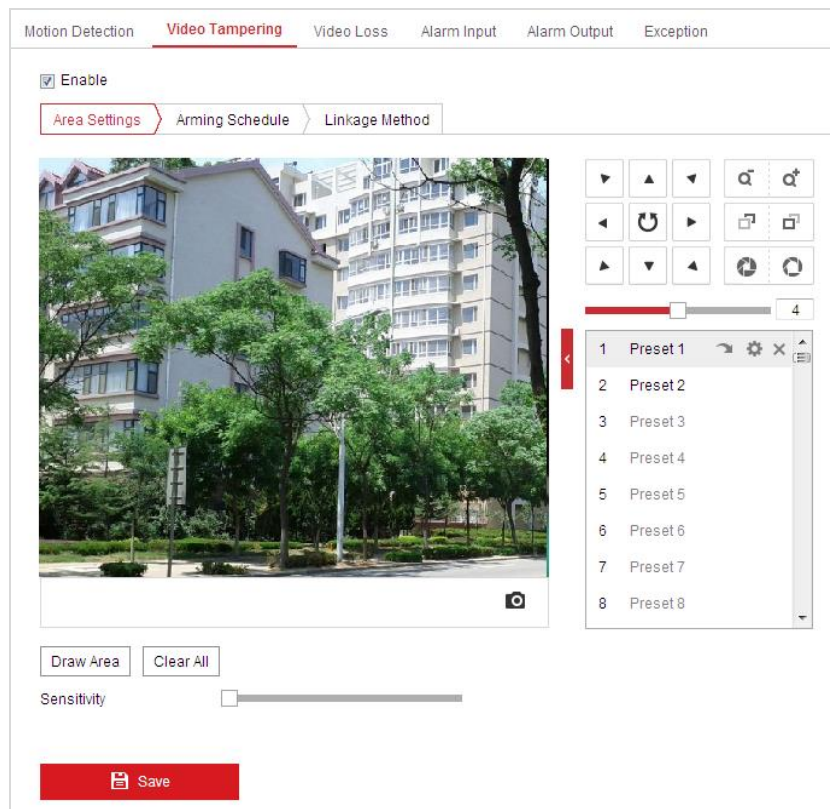 Motion Detection Video Tampering Video Loss Alarm Input Alarm Output Exception
Enable
Area Settings Arming Schedule Linkage Method
4
1 Preset 1
2 Preset 2
3 Preset 3
4 Preset 4
5 Preset 5
6 Preset 6
7 Preset 7
8 Preset 8
Draw Area Clear All
Sensitivity
Save